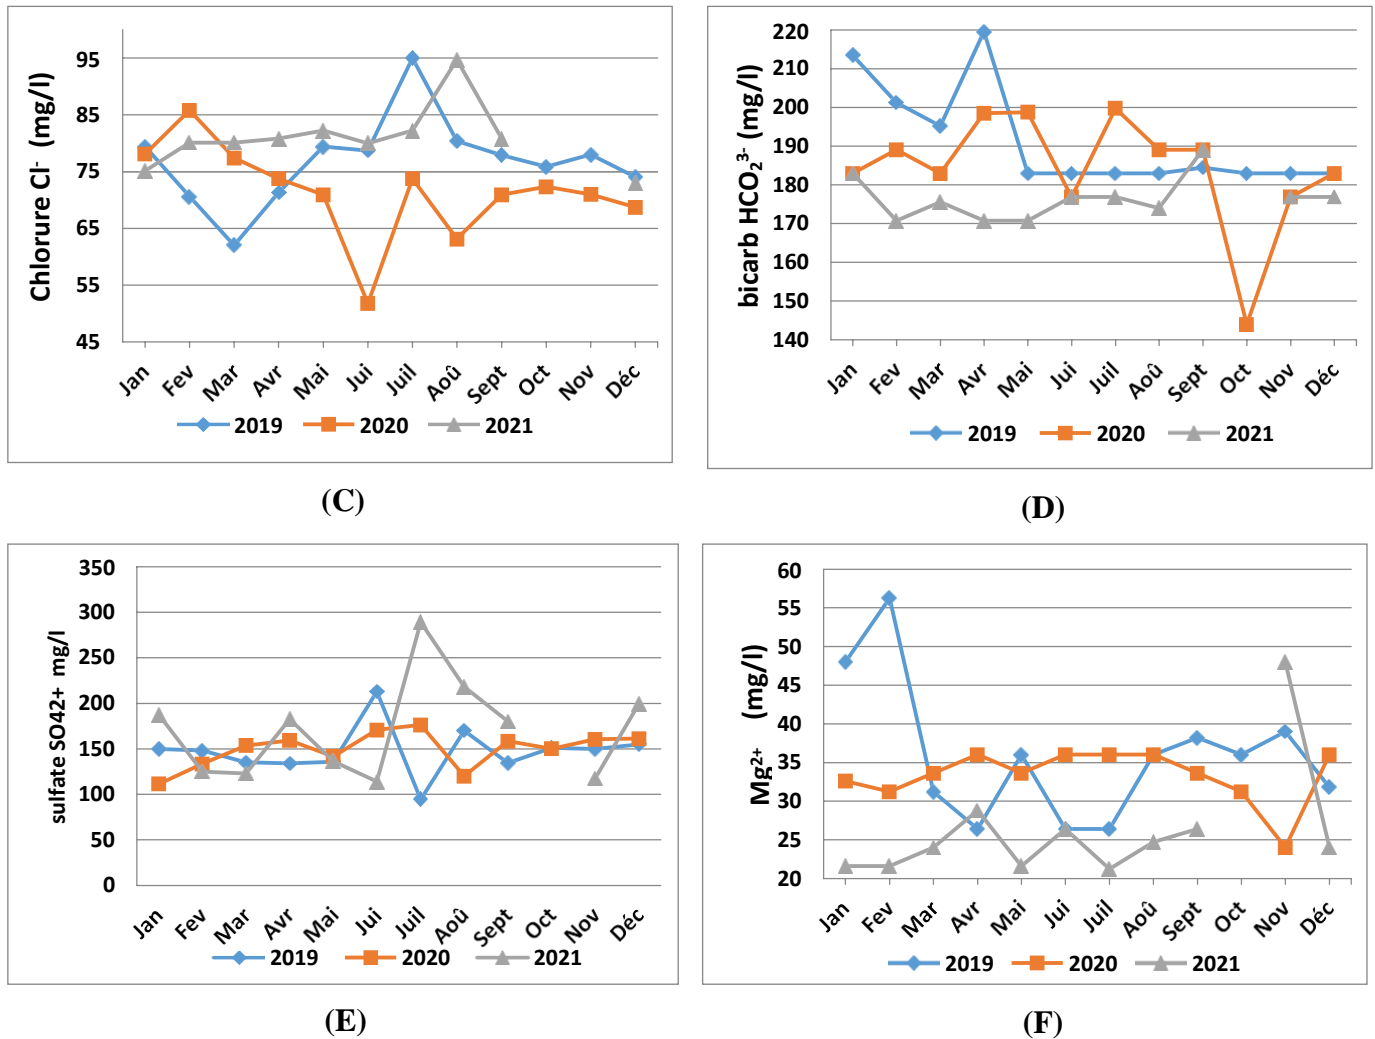 Chlorure Cl⁻ (mg/l)
95
85
75
65
55
45
Jan Fev Mar Avr Mai Jui Juil Aoû Sept Oct Nov Déc
2019 2020 2021
(C)
bicarb HCO₂³⁻ (mg/l)
220
210
200
190
180
170
160
150
140
Jan Fev Mar Avr Mai Jui Juil Aoû Sept Oct Nov Déc
2019 2020 2021
(D)
sulfate SO42+ mg/l
350
300
250
200
150
100
50
0
Jan Fev Mar Avr Mai Jui Juil Aoû Sept Oct Nov Déc
2019 2020 2021
(E)
Mg²⁺ (mg/l)
60
55
50
45
40
35
30
25
20
Jan Fev Mar Avr Mai Jui Juil Aoû Sept Oct Nov Déc
2019 2020 2021
(F)